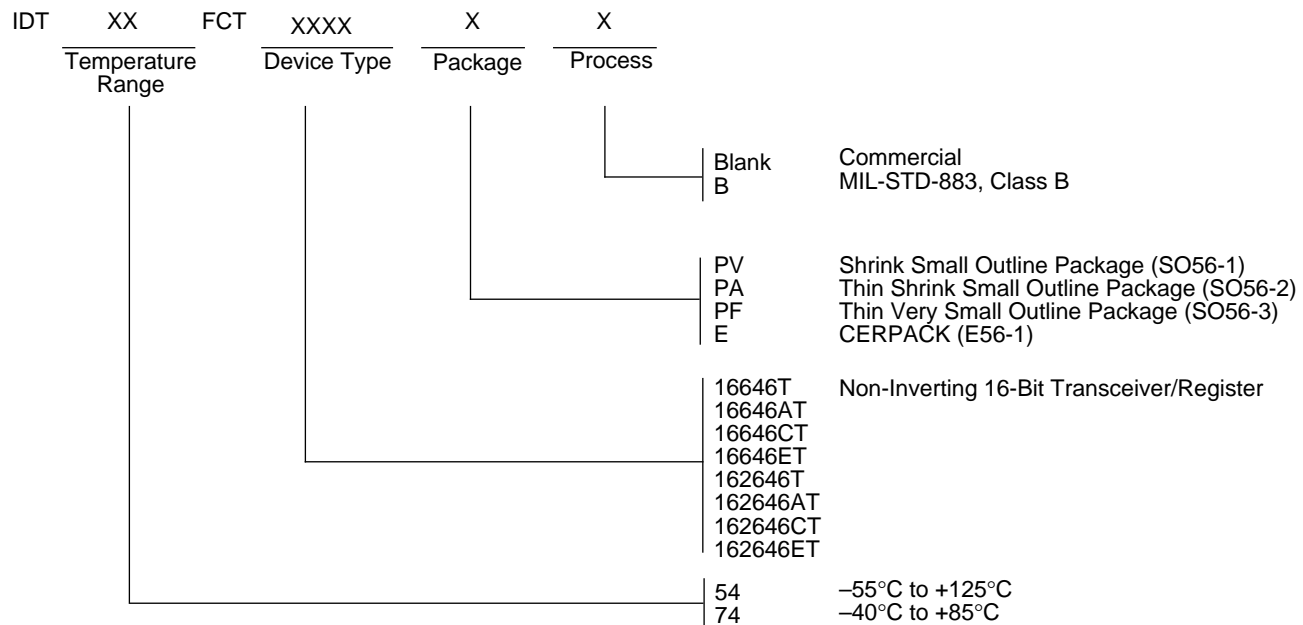 IDT XX FCT XXXX X X
Temperature Range Device Type Package Process
Blank Commercial
B MIL-STD-883, Class B
PV Shrink Small Outline Package (SO56-1)
PA Thin Shrink Small Outline Package (SO56-2)
PF Thin Very Small Outline Package (SO56-3)
E CERPACK (E56-1)
16646T Non-Inverting 16-Bit Transceiver/Register
16646AT
16646CT
16646ET
162646T
162646AT
162646CT
162646ET
54 –55°C to +125°C
74 –40°C to +85°C